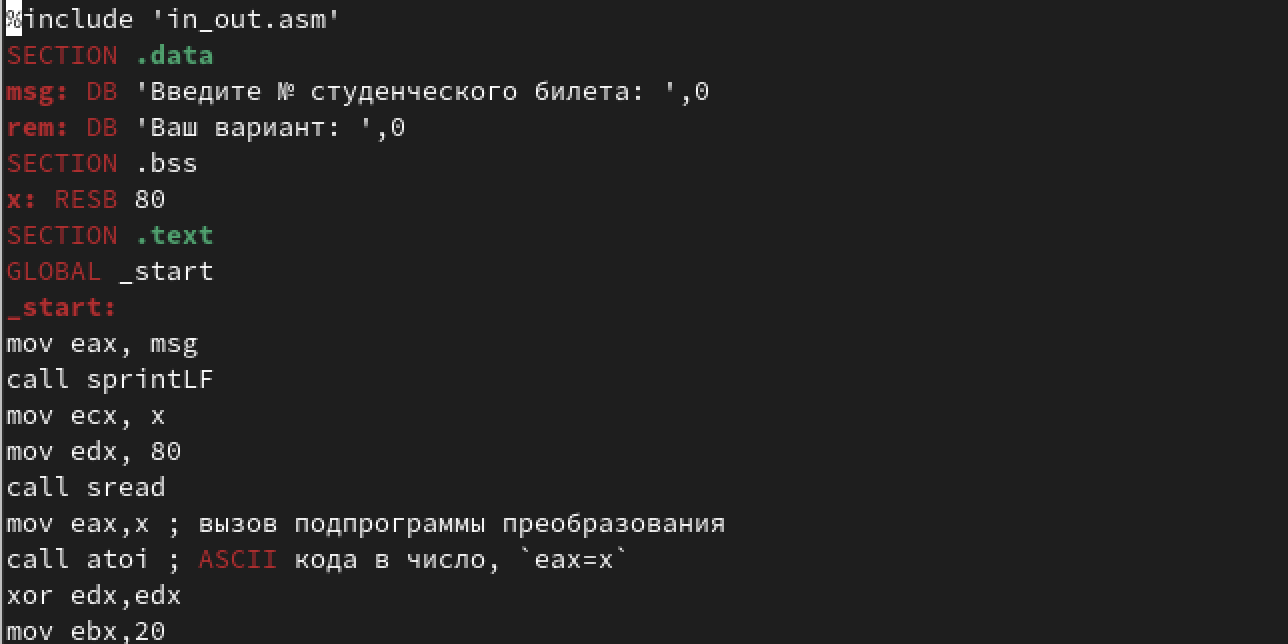 %include 'in_out.asm'
SECTION .data
msg: DB 'Введите № студенческого билета: ',0
rem: DB 'Ваш вариант: ',0
SECTION .bss
x: RESB 80
SECTION .text
GLOBAL _start
_start:
mov eax, msg
call sprintLF
mov ecx, x
mov edx, 80
call sread
mov eax,x ; вызов подпрограммы преобразования
call atoi ; ASCII кода в число, `eax=x`
xor edx,edx
mov ebx,20